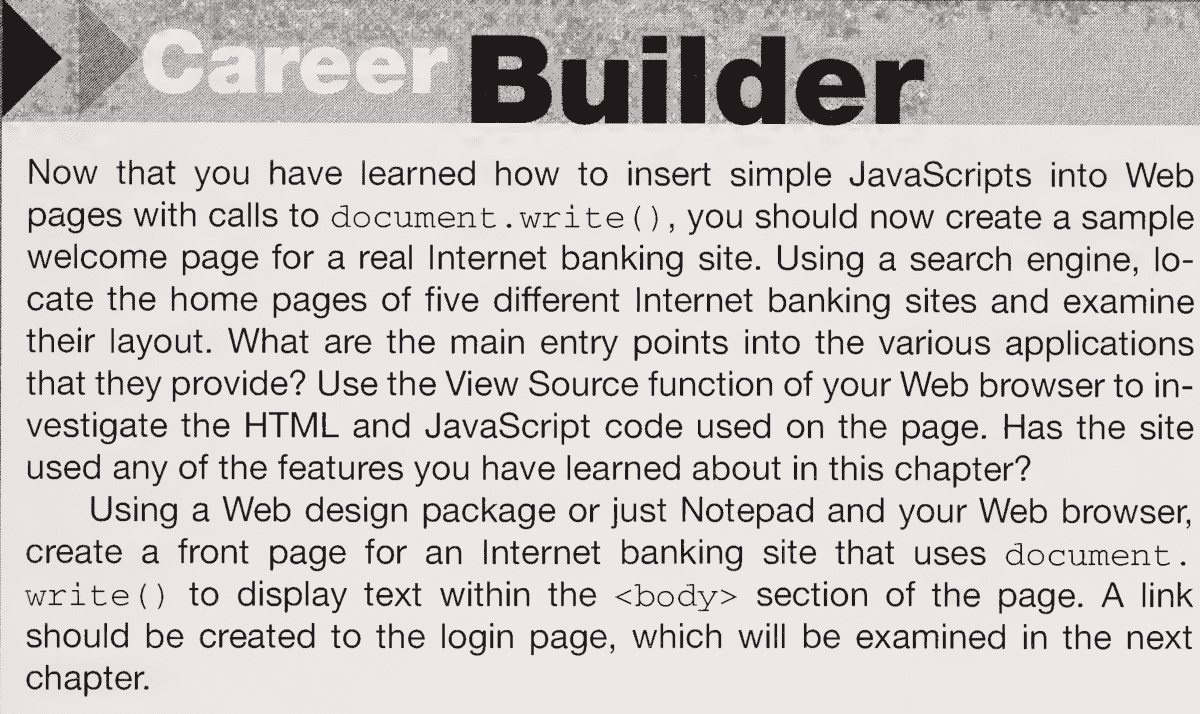 Career Builder
Now that you have learned how to insert simple JavaScripts into Web
pages with calls to document.write(), you should now create a sample
welcome page for a real Internet banking site. Using a search engine, lo-
cate the home pages of five different Internet banking sites and examine
their layout. What are the main entry points into the various applications
that they provide? Use the View Source function of your Web browser to in-
vestigate the HTML and JavaScript code used on the page. Has the site
used any of the features you have learned about in this chapter?
Using a Web design package or just Notepad and your Web browser,
create a front page for an Internet banking site that uses document.
write() to display text within the <body> section of the page. A link
should be created to the login page, which will be examined in the next
chapter.